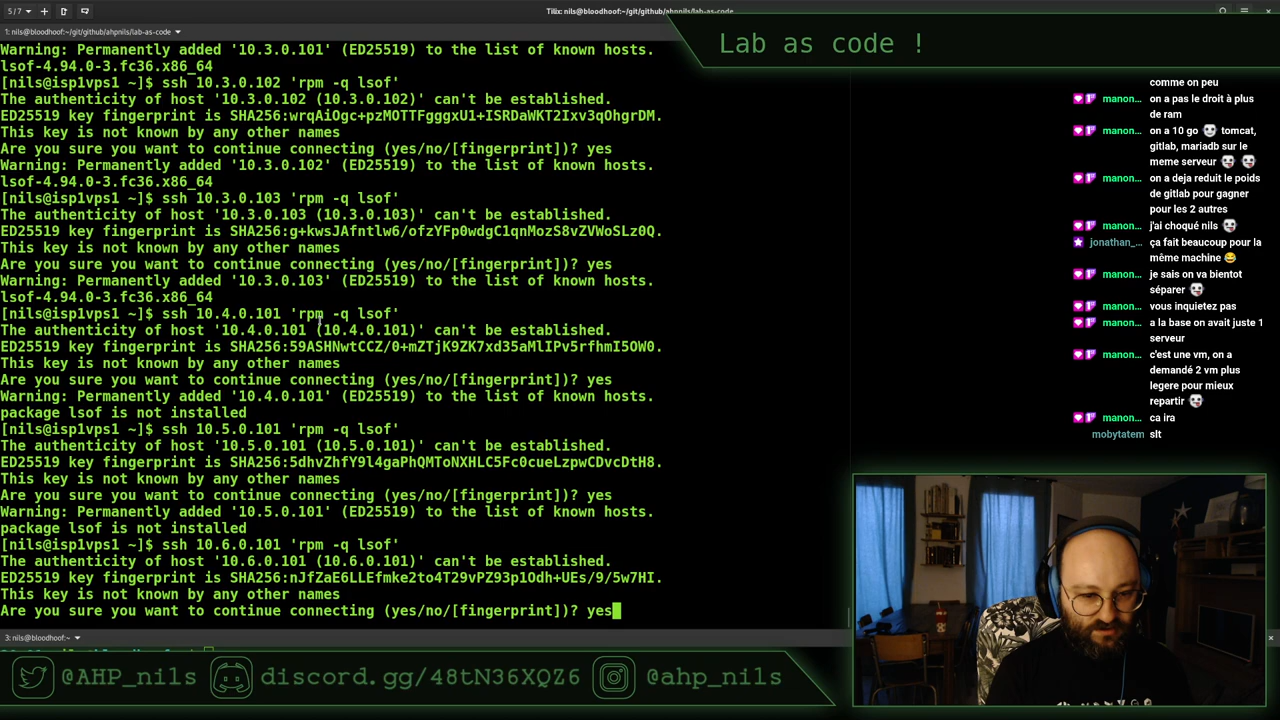 5 / 7
Tilix: nils@bloodhoof:~/git/github/ahpnils/lab-as-code
1: nils@bloodhoof:~/git/github/ahpnils/lab-as-code
Lab as code !
Warning: Permanently added '10.3.0.101' (ED25519) to the list of known hosts.
lsof-4.94.0-3.fc36.x86_64
[nils@isp1vps1 ~]$ ssh 10.3.0.102 'rpm -q lsof'
The authenticity of host '10.3.0.102 (10.3.0.102)' can't be established.
ED25519 key fingerprint is SHA256:wrqAiOgc+pzMOTTFgggxU1+ISRDaWKT2Ixv3qOhgrDM.
This key is not known by any other names
Are you sure you want to continue connecting (yes/no/[fingerprint])? yes
Warning: Permanently added '10.3.0.102' (ED25519) to the list of known hosts.
lsof-4.94.0-3.fc36.x86_64
[nils@isp1vps1 ~]$ ssh 10.3.0.103 'rpm -q lsof'
The authenticity of host '10.3.0.103 (10.3.0.103)' can't be established.
ED25519 key fingerprint is SHA256:g+kwsJAfntlw6/ofzYFp0wdgC1qnMozS8vZVWoSLz0Q.
This key is not known by any other names
Are you sure you want to continue connecting (yes/no/[fingerprint])? yes
Warning: Permanently added '10.3.0.103' (ED25519) to the list of known hosts.
lsof-4.94.0-3.fc36.x86_64
[nils@isp1vps1 ~]$ ssh 10.4.0.101 'rpm -q lsof'
The authenticity of host '10.4.0.101 (10.4.0.101)' can't be established.
ED25519 key fingerprint is SHA256:59ASHNwtCCZ/0+mZTjK9ZK7xd35aMlIPv5rfhmI5OW0.
This key is not known by any other names
Are you sure you want to continue connecting (yes/no/[fingerprint])? yes
Warning: Permanently added '10.4.0.101' (ED25519) to the list of known hosts.
package lsof is not installed
[nils@isp1vps1 ~]$ ssh 10.5.0.101 'rpm -q lsof'
The authenticity of host '10.5.0.101 (10.5.0.101)' can't be established.
ED25519 key fingerprint is SHA256:5dhvZhfY9l4gaPhQMToNXHLC5Fc0cueLzpwCDvcDtH8.
This key is not known by any other names
Are you sure you want to continue connecting (yes/no/[fingerprint])? yes
Warning: Permanently added '10.5.0.101' (ED25519) to the list of known hosts.
package lsof is not installed
[nils@isp1vps1 ~]$ ssh 10.6.0.101 'rpm -q lsof'
The authenticity of host '10.6.0.101 (10.6.0.101)' can't be established.
ED25519 key fingerprint is SHA256:nJfZaE6LLEfmke2to4T29vPZ93p1Odh+UEs/9/5w7HI.
This key is not known by any other names
Are you sure you want to continue connecting (yes/no/[fingerprint])? yes
3: nils@bloodhoof:~
comme on peu
manon... on a pas le droit à plus
de ram
manon... on a 10 go tomcat,
gitlab, mariadb sur le
meme serveur
manon... on a deja reduit le poids
de gitlab pour gagner
pour les 2 autres
manon... j'ai choqué nils
jonathan_... ça fait beaucoup pour la
même machine
manon... je sais on va bientot
séparer
manon... vous inquietez pas
manon... a la base on avait juste 1
serveur
manon... c'est une vm, on a
demandé 2 vm plus
legere pour mieux
repartir
manon... ca ira
mobytatem slt
@AHP_nils
discord.gg/48tN36XQZ6
@ahp_nils